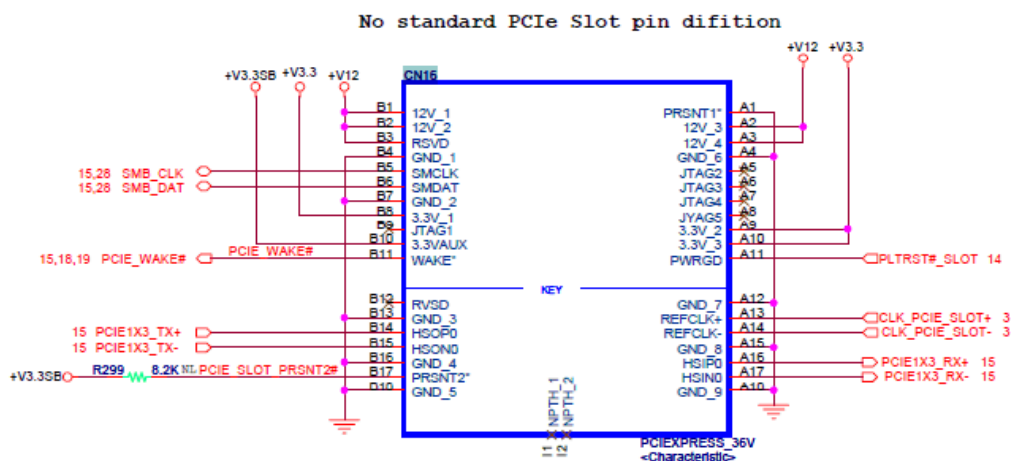 No standard PCIe Slot pin difition
+V3.3SB +V3.3 +V12
+V12 +V3.3
CN16
B1 12V_1 PRSNT1* A1
B2 12V_2 12V_3 A2
B3 RSVD 12V_4 A3
B4 GND_1 GND_6 A4
15,28 SMB_CLK B5 SMCLK JTAG2 A5
15,28 SMB_DAT B6 SMDAT JTAG3 A6
B7 GND_2 JTAG4 A7
B8 3.3V_1 JYAG5 A8
B9 JTAG1 3.3V_2 A9
B10 3.3VAUX 3.3V_3 A10
15,18,19 PCIE_WAKE# PCIE_WAKE# B11 WAKE* PWRGD A11 PLTRST#_SLOT 14
KEY
B12 RVSD GND_7 A12
B13 GND_3 REFCLK+ A13 CLK_PCIE_SLOT+ 3
15 PCIE1X3_TX+ B14 HSOP0 REFCLK- A14 CLK_PCIE_SLOT- 3
15 PCIE1X3_TX- B15 HSON0 GND_8 A15
B16 GND_4 HSIP0 A16 PCIE1X3_RX+ 15
+V3.3SB R299 8.2K NL PCIE_SLOT_PRSNT2# B17 PRSNT2* HSIN0 A17 PCIE1X3_RX- 15
GND_5 GND_9
I1 NPTH_1
I2 NPTH_2
PCIEXPRESS_36V
<Characteristic>